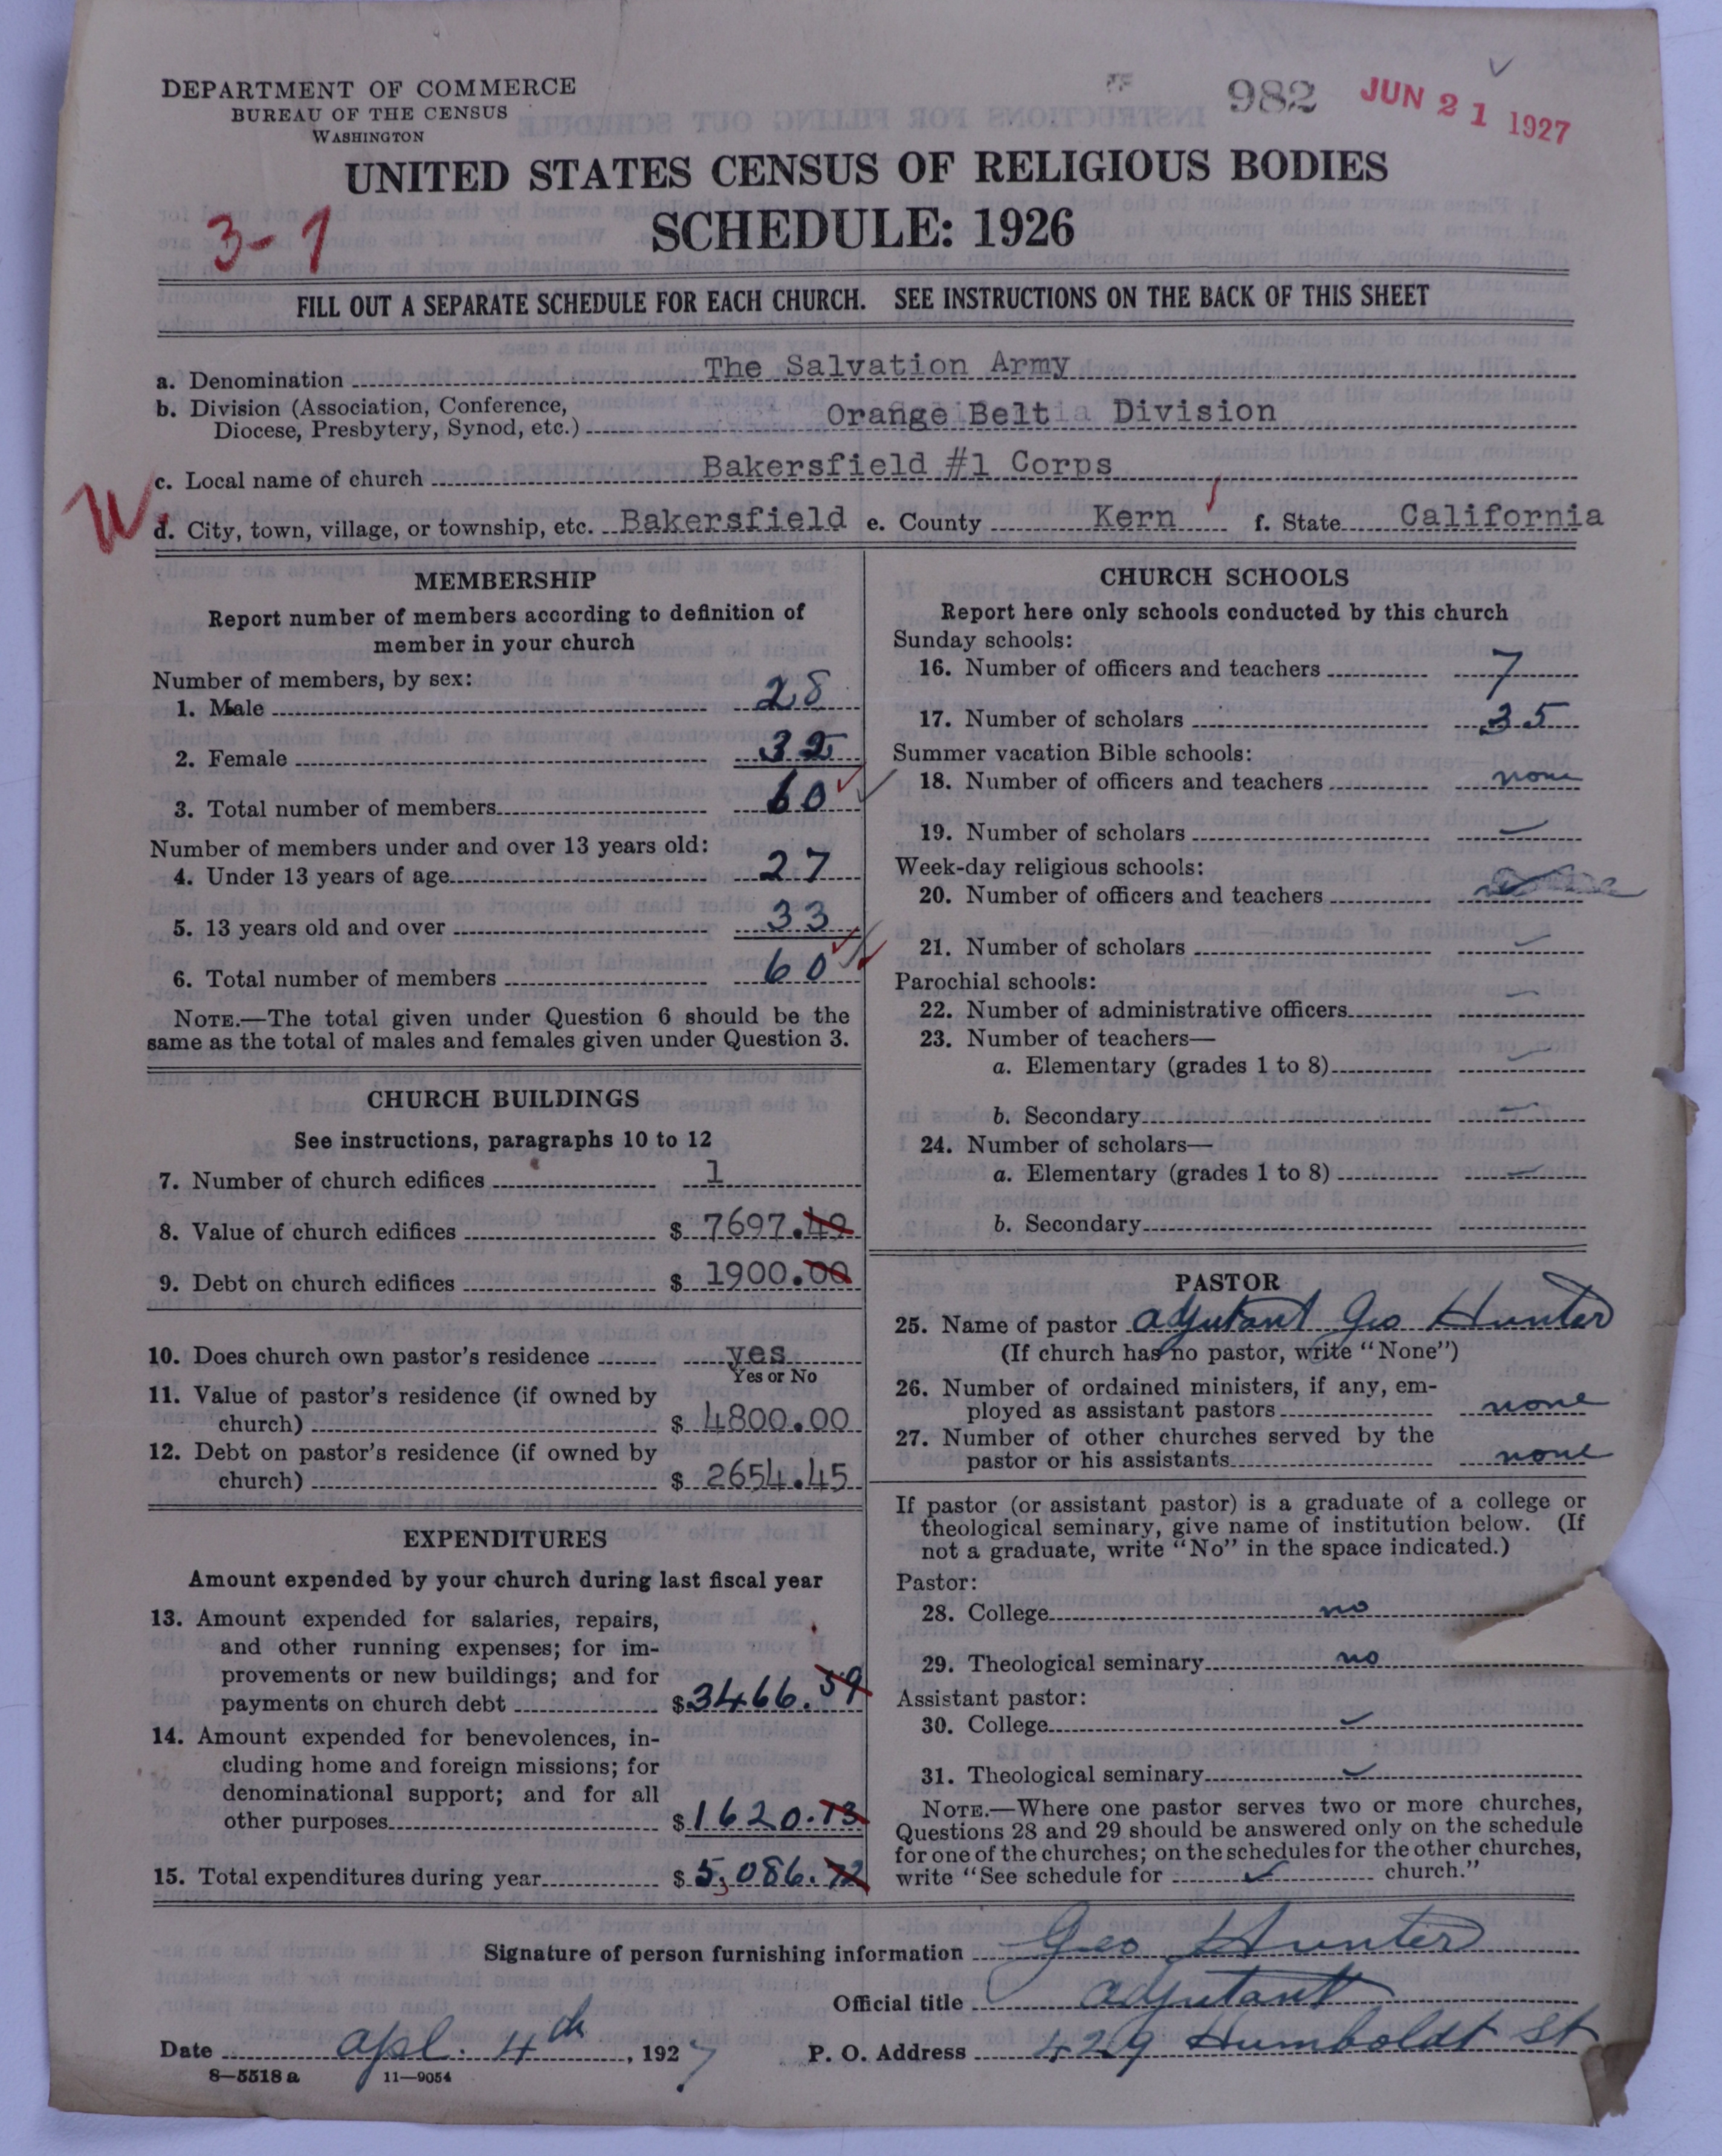 DEPARTMENT OF COMMERCE
BUREAU OF THE CENSUS
WASHINGTON
982
JUN 21 1927
UNITED STATES CENSUS OF RELIGIOUS BODIES
3-1
SCHEDULE: 1926
FILL OUT A SEPARATE SCHEDULE FOR EACH CHURCH. SEE INSTRUCTIONS ON THE BACK OF THIS SHEET
a. Denomination The Salvation Army
b. Division (Association, Conference,
Diocese, Presbytery, Synod, etc.) Orange Belt Division
c. Local name of church Bakersfield #1 Corps
W
d. City, town, village, or township, etc. Bakersfield e. County Kern f. State California
MEMBERSHIP
Report number of members according to definition of
member in your church
Number of members, by sex:
1. Male 28
2. Female 32
3. Total number of members 60
Number of members under and over 13 years old:
4. Under 13 years of age 27
5. 13 years old and over 33
6. Total number of members 60
NOTE.—The total given under Question 6 should be the
same as the total of males and females given under Question 3.
CHURCH BUILDINGS
See instructions, paragraphs 10 to 12
7. Number of church edifices 1
8. Value of church edifices $ 7697.49
9. Debt on church edifices $ 1900.00
10. Does church own pastor's residence yes
Yes or No
11. Value of pastor's residence (if owned by
church) $ 4800.00
12. Debt on pastor's residence (if owned by
church) $ 2654.45
EXPENDITURES
Amount expended by your church during last fiscal year
13. Amount expended for salaries, repairs,
and other running expenses; for im-
provements or new buildings; and for
payments on church debt $ 3466.59
14. Amount expended for benevolences, in-
cluding home and foreign missions; for
denominational support; and for all
other purposes $ 1620.13
15. Total expenditures during year $ 5,086.72
CHURCH SCHOOLS
Report here only schools conducted by this church
Sunday schools:
16. Number of officers and teachers 7
17. Number of scholars 35
Summer vacation Bible schools:
18. Number of officers and teachers none
19. Number of scholars
Week-day religious schools:
20. Number of officers and teachers
21. Number of scholars
Parochial schools:
22. Number of administrative officers
23. Number of teachers—
a. Elementary (grades 1 to 8)
b. Secondary
24. Number of scholars—
a. Elementary (grades 1 to 8)
b. Secondary
PASTOR
25. Name of pastor adjutant Geo Hunter
(If church has no pastor, write "None")
26. Number of ordained ministers, if any, em-
ployed as assistant pastors none
27. Number of other churches served by the
pastor or his assistants none
If pastor (or assistant pastor) is a graduate of a college or
theological seminary, give name of institution below. (If
not a graduate, write "No" in the space indicated.)
Pastor:
28. College no
29. Theological seminary no
Assistant pastor:
30. College
31. Theological seminary
NOTE.—Where one pastor serves two or more churches,
Questions 28 and 29 should be answered only on the schedule
for one of the churches; on the schedules for the other churches,
write "See schedule for church."
Signature of person furnishing information Geo Hunter
Official title adjutant
Date apl. 4th, 1927 P. O. Address 429 Humboldt St
8—5518 a 11—9054